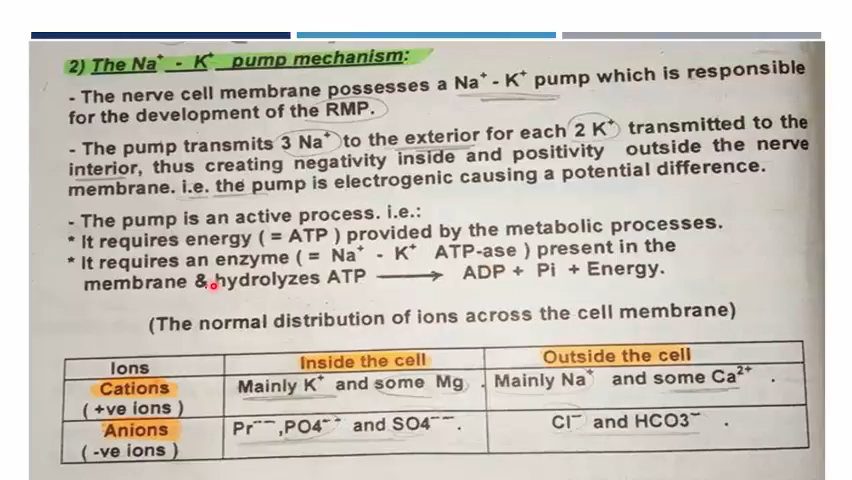 2) The Na⁺ - K⁺ pump mechanism:
- The nerve cell membrane possesses a Na⁺ - K⁺ pump which is responsible
for the development of the RMP.
- The pump transmits 3 Na⁺ to the exterior for each 2 K⁺ transmitted to the
interior, thus creating negativity inside and positivity outside the nerve
membrane. i.e. the pump is electrogenic causing a potential difference.
- The pump is an active process. i.e.:
* It requires energy ( = ATP ) provided by the metabolic processes.
* It requires an enzyme ( = Na⁺ - K⁺ ATP-ase ) present in the
membrane & hydrolyzes ATP ⟶ ADP + Pi + Energy.
(The normal distribution of ions across the cell membrane)
Ions Inside the cell Outside the cell
Cations Mainly K⁺ and some Mg . Mainly Na⁺ and some Ca²⁺ .
( +ve ions )
Anions Pr⁻⁻ ,PO4⁻⁻ and SO4⁻⁻ . Cl⁻ and HCO3⁻ .
( -ve ions )